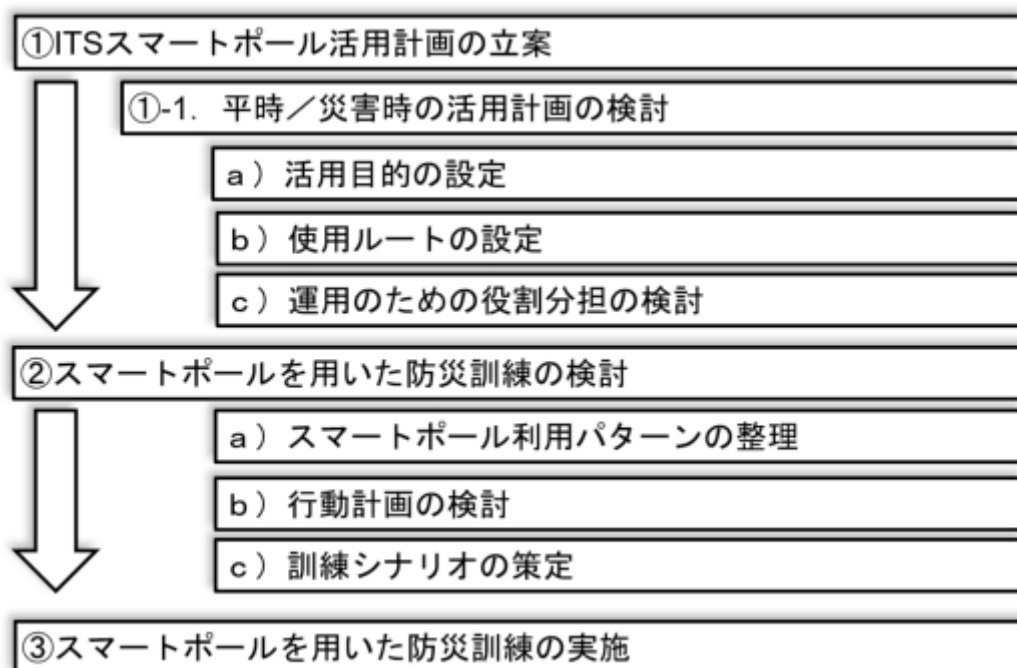 ①ITSスマートポール活用計画の立案
①-1. 平時／災害時の活用計画の検討
ａ）活用目的の設定
ｂ）使用ルートの設定
ｃ）運用のための役割分担の検討
②スマートポールを用いた防災訓練の検討
ａ）スマートポール利用パターンの整理
ｂ）行動計画の検討
ｃ）訓練シナリオの策定
③スマートポールを用いた防災訓練の実施